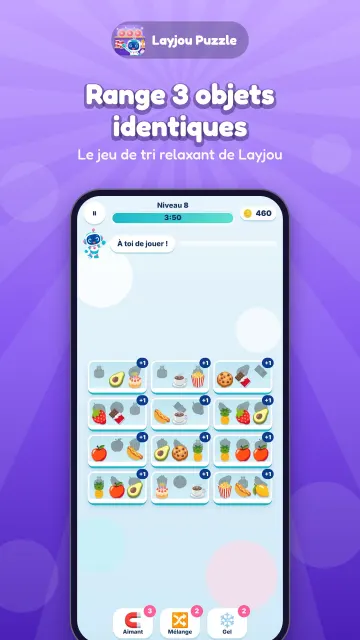 Layjou Puzzle
Range 3 objets
identiques
Le jeu de tri relaxant de Layjou
Niveau 8
3:50
460
À toi de jouer !
+1 +1 +1
+1 +1 +1
+1 +1 +1
+1 +1 +1
3 2 2
Aimant Mélange Gel